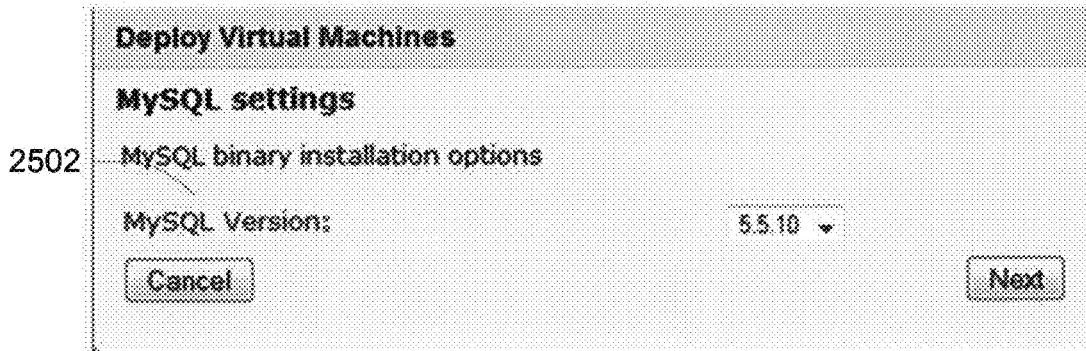 Deploy Virtual Machines
MySQL settings
2502
MySQL binary installation options
MySQL Version:
5.5.10
Cancel
Next